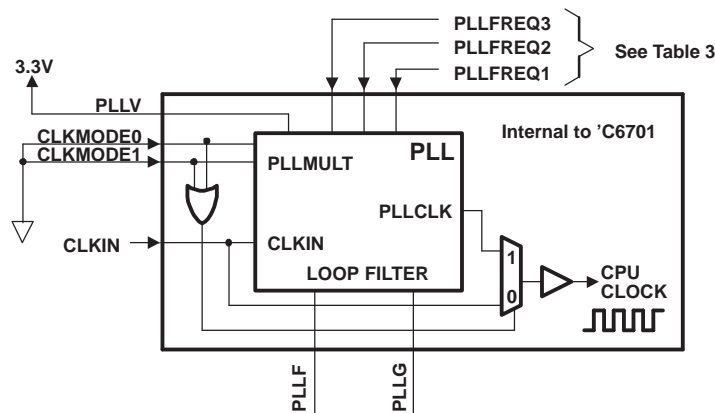 PLLFREQ3
PLLFREQ2
PLLFREQ1
See Table 3
3.3V
PLLV
CLKMODE0
CLKMODE1
Internal to ’C6701
PLL
PLLMULT
PLLCLK
CLKIN
CLKIN
LOOP FILTER
1
0
CPU
CLOCK
PLLF
PLLG